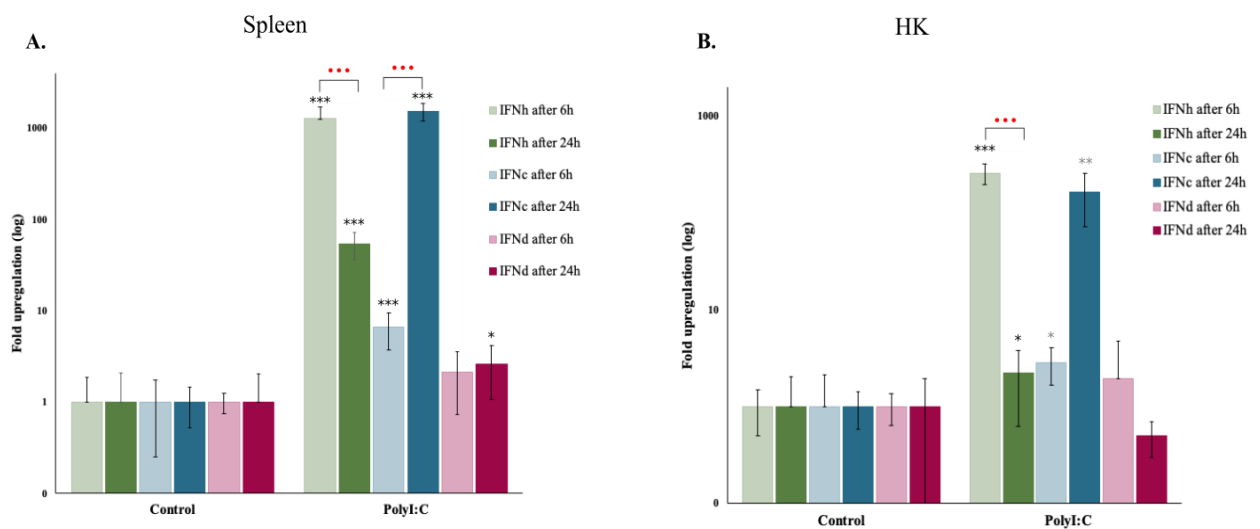 Spleen
A.
***
***
***
***
*
1000
100
10
1
0
Fold upregulation (log)
Control
PolyI:C
IFNh after 6h
IFNh after 24h
IFNc after 6h
IFNc after 24h
IFNd after 6h
IFNd after 24h
HK
B.
***
*
*
**
1000
10
0
Fold upregulation (log)
Control
PolyI:C
IFNh after 6h
IFNh after 24h
IFNc after 6h
IFNc after 24h
IFNd after 6h
IFNd after 24h